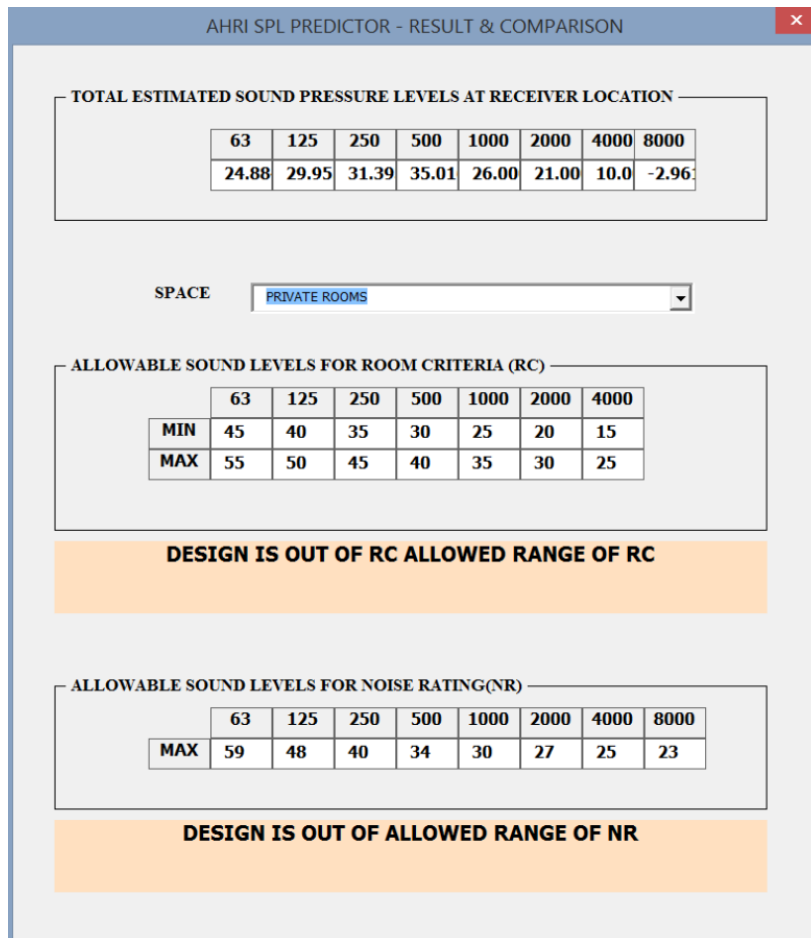 AHRI SPL PREDICTOR - RESULT & COMPARISON
x
TOTAL ESTIMATED SOUND PRESSURE LEVELS AT RECEIVER LOCATION
63 125 250 500 1000 2000 4000 8000
24.88 29.95 31.39 35.01 26.00 21.00 10.0 -2.961
SPACE PRIVATE ROOMS
ALLOWABLE SOUND LEVELS FOR ROOM CRITERIA (RC)
63 125 250 500 1000 2000 4000
MIN 45 40 35 30 25 20 15
MAX 55 50 45 40 35 30 25
DESIGN IS OUT OF RC ALLOWED RANGE OF RC
ALLOWABLE SOUND LEVELS FOR NOISE RATING(NR)
63 125 250 500 1000 2000 4000 8000
MAX 59 48 40 34 30 27 25 23
DESIGN IS OUT OF ALLOWED RANGE OF NR